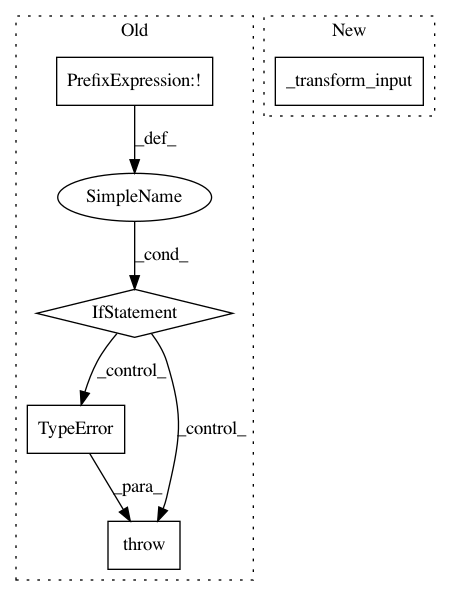 Old
New
PrefixExpression:!
_transform_input
_def_
SimpleName
_cond_
IfStatement
_control_
TypeError
_control_
_para_
throw